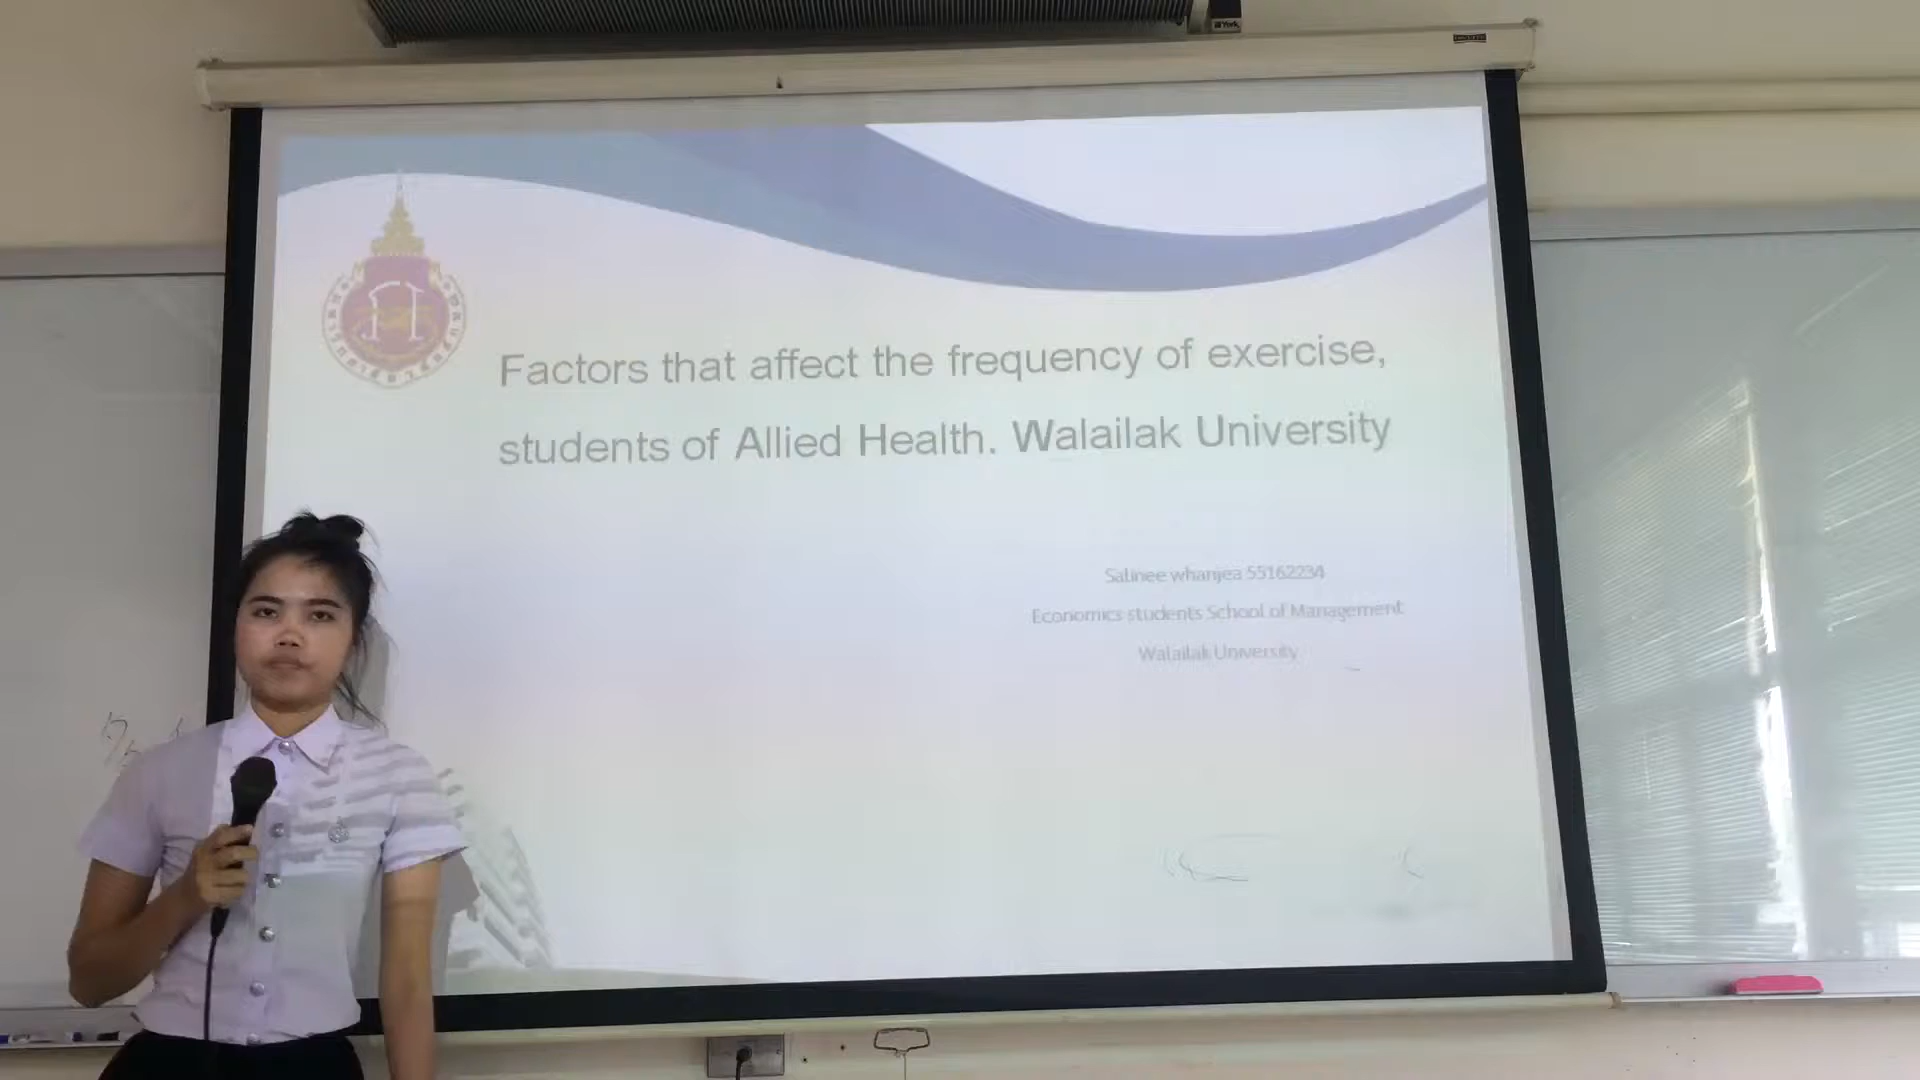 York
Factors that affect the frequency of exercise,
students of Allied Health. Walailak University
Salinee whanjea 55162234
Economics students School of Management
Walailak University